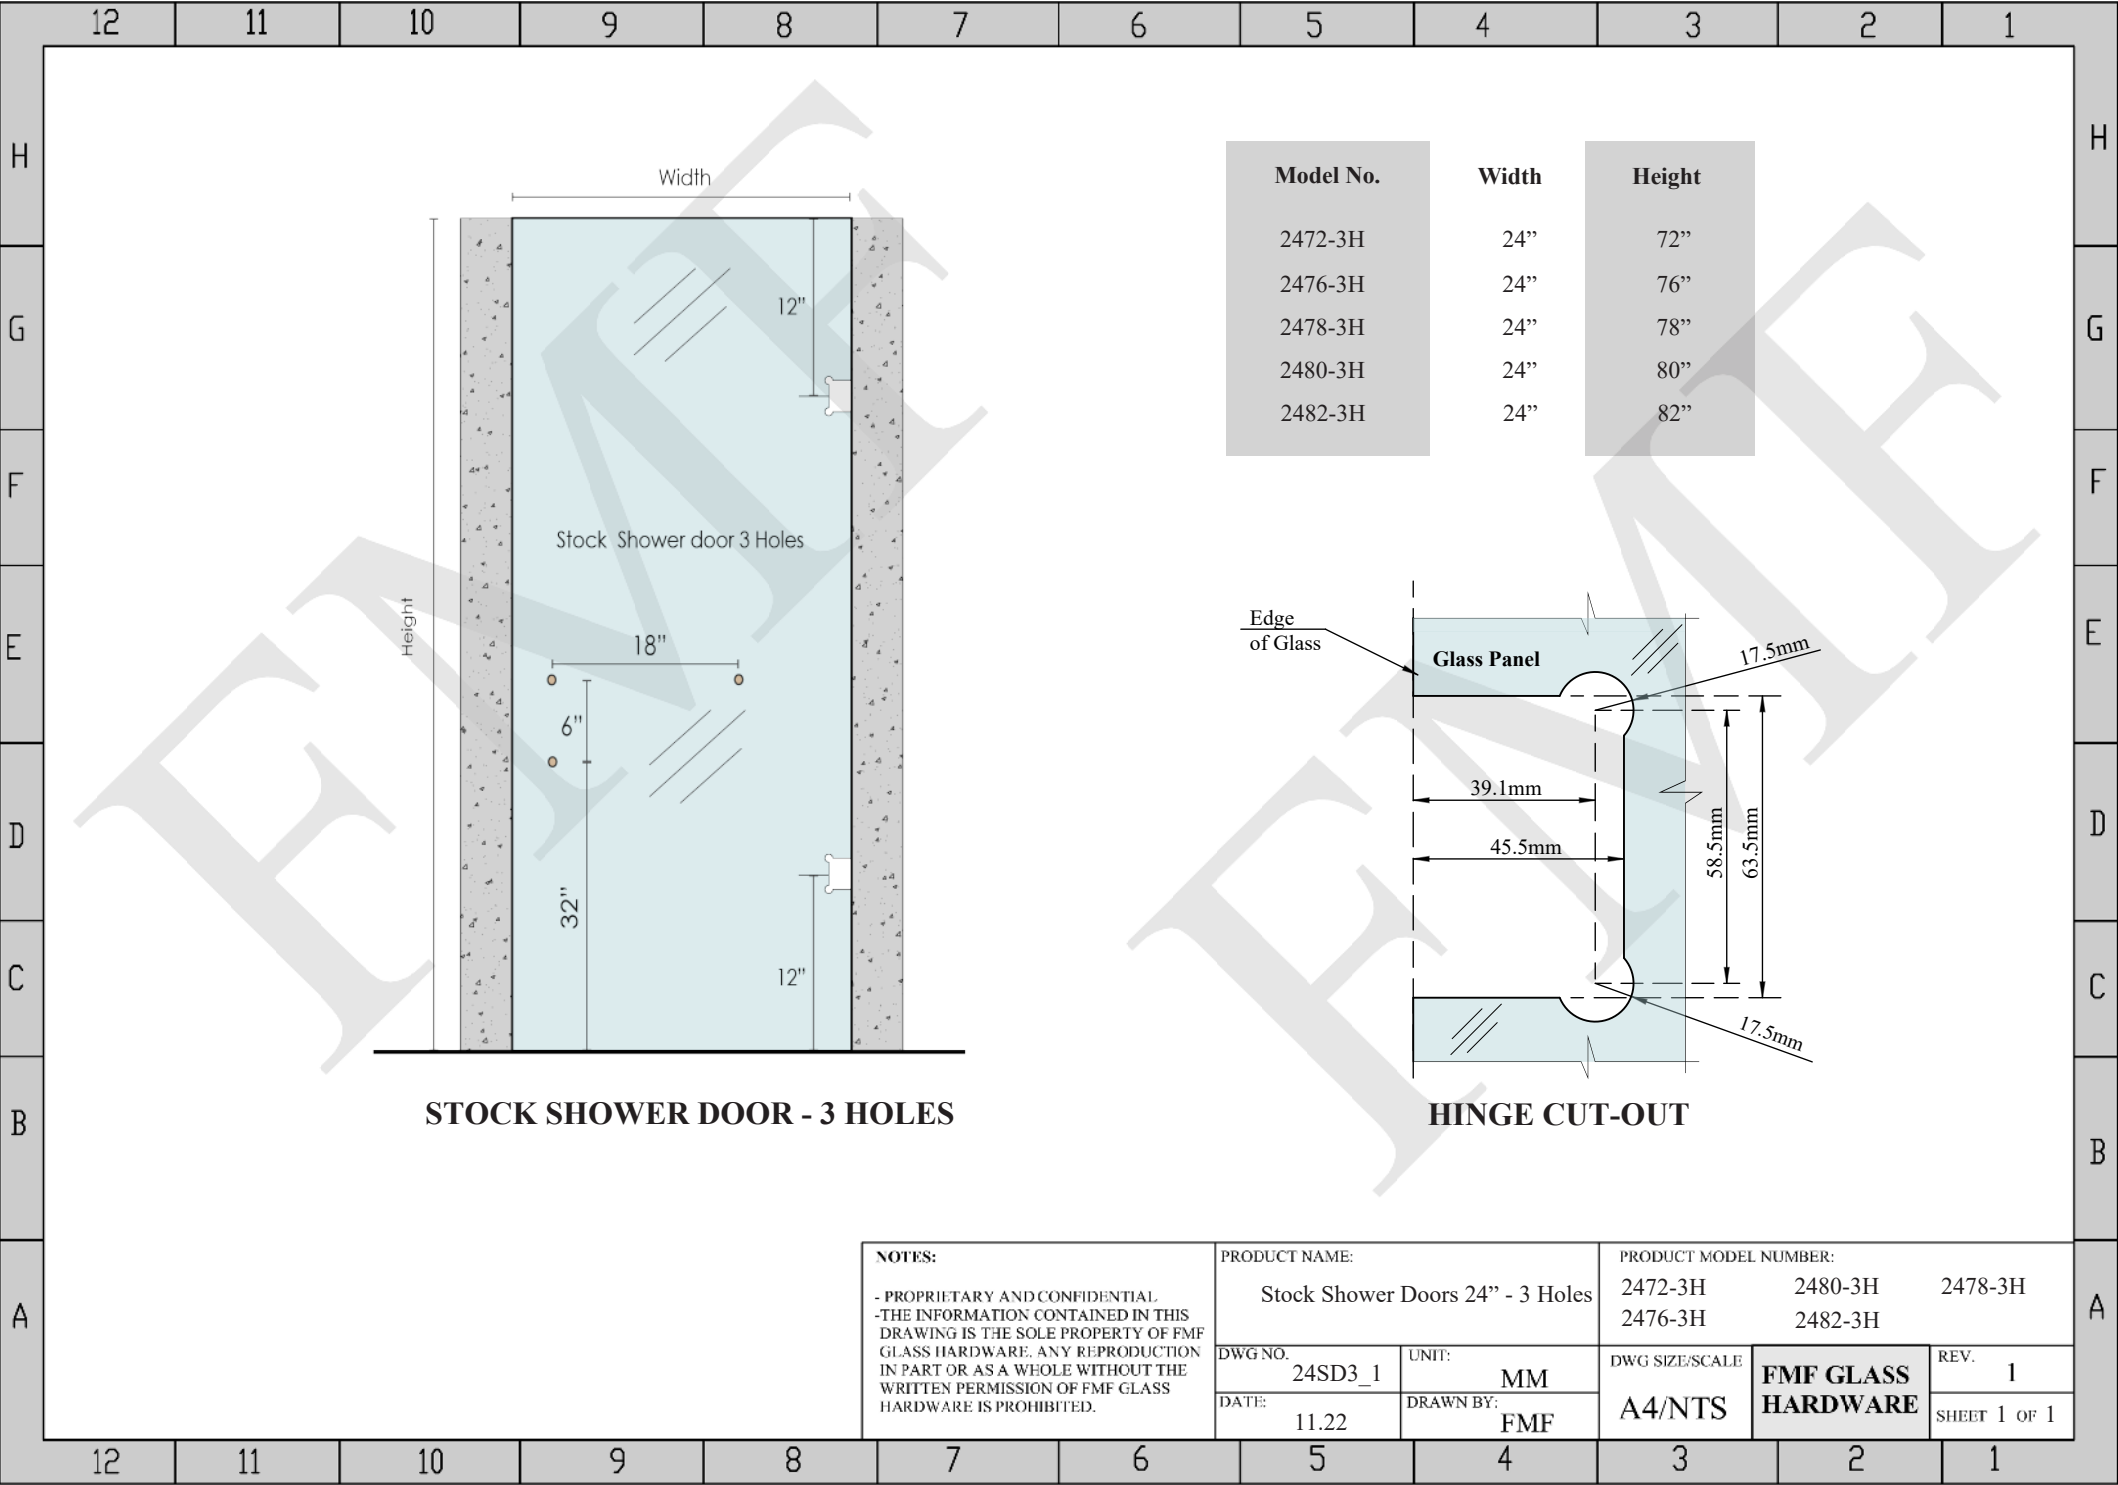 12 11 10 9 8 7 6 5 4 3 2 1
H H
G G
F F
E E
D D
C C
B B
A A
FMF
FMF
Width
12”
Stock Shower door 3 Holes
Height
18”
6”
32”
12”
STOCK SHOWER DOOR - 3 HOLES
Model No. Width Height
2472-3H 24” 72”
2476-3H 24” 76”
2478-3H 24” 78”
2480-3H 24” 80”
2482-3H 24” 82”
Edge
of Glass
Glass Panel
17.5mm
39.1mm
45.5mm
58.5mm
63.5mm
17.5mm
HINGE CUT-OUT
NOTES:
- PROPRIETARY AND CONFIDENTIAL
-THE INFORMATION CONTAINED IN THIS
DRAWING IS THE SOLE PROPERTY OF FMF
GLASS HARDWARE. ANY REPRODUCTION
IN PART OR AS A WHOLE WITHOUT THE
WRITTEN PERMISSION OF FMF GLASS
HARDWARE IS PROHIBITED.
PRODUCT NAME:
Stock Shower Doors 24” - 3 Holes
PRODUCT MODEL NUMBER:
2472-3H 2480-3H 2478-3H
2476-3H 2482-3H
DWG NO.
24SD3_1
UNIT:
MM
DATE:
11.22
DRAWN BY:
FMF
DWG SIZE/SCALE
A4/NTS
FMF GLASS
HARDWARE
REV.
1
SHEET 1 OF 1
12 11 10 9 8 7 6 5 4 3 2 1